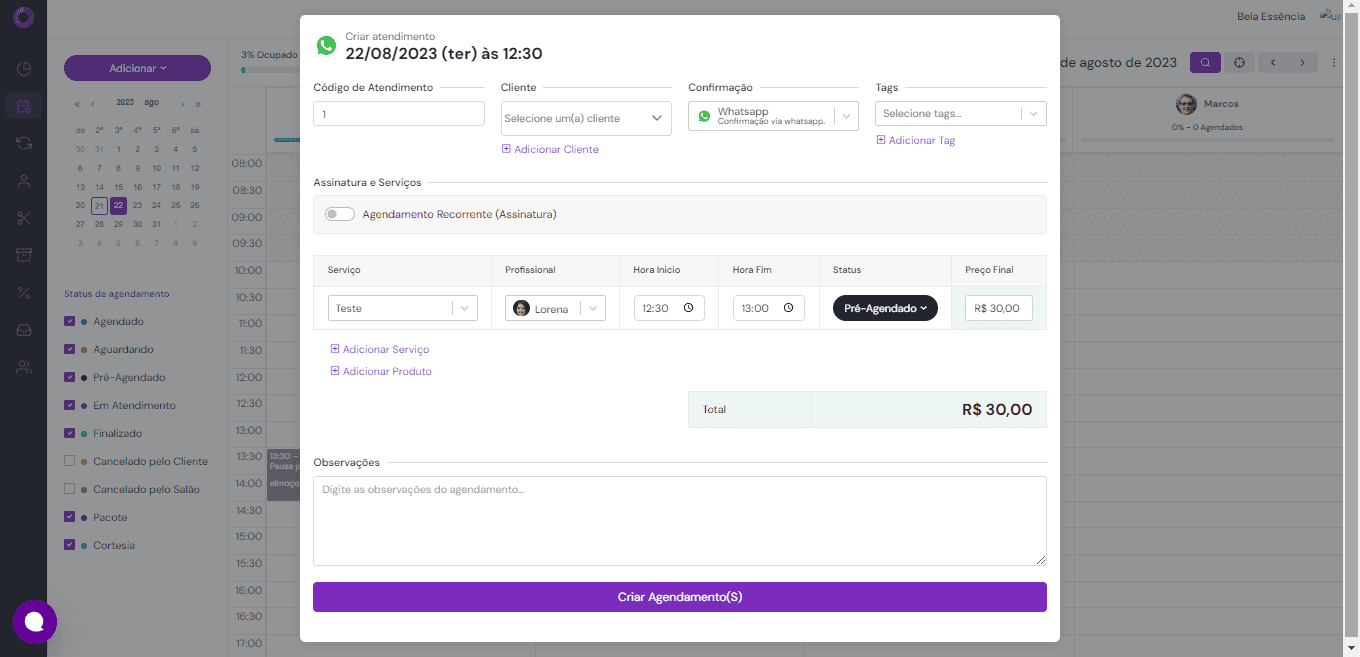 Bela Essência
Adicionar
2023 ago
do 2ª 3ª 4ª 5ª 6ª sá
30 31 1 2 3 4 5
6 7 8 9 10 11 12
13 14 15 16 17 18 19
20 21 22 23 24 25 26
27 28 29 30 31 1 2
3 4 5 6 7 8 9
Status de agendamento
Agendado
Aguardando
Pré-Agendado
Em Atendimento
Finalizado
Cancelado pelo Cliente
Cancelado pelo Salão
Pacote
Cortesia
3% Ocupado
de agosto de 2023
Marcos
0% - 0 Agendados
08:00
08:30
09:00
09:30
10:00
10:30
11:00
11:30
12:00
12:30
13:00
13:30
14:00
14:30
15:00
15:30
16:00
16:30
17:00
13:30 –
Pausa p
almoço
Criar atendimento
22/08/2023 (ter) às 12:30
Código de Atendimento
1
Cliente
Selecione um(a) cliente
Adicionar Cliente
Confirmação
Whatsapp
Confirmação via whatsapp.
Tags
Selecione tags...
Adicionar Tag
Assinatura e Serviços
Agendamento Recorrente (Assinatura)
Serviço Profissional Hora Inicio Hora Fim Status Preço Final
Teste Lorena 12:30 13:00 Pré-Agendado R$ 30,00
Adicionar Serviço
Adicionar Produto
Total R$ 30,00
Observações
Digite as observações do agendamento...
Criar Agendamento(S)